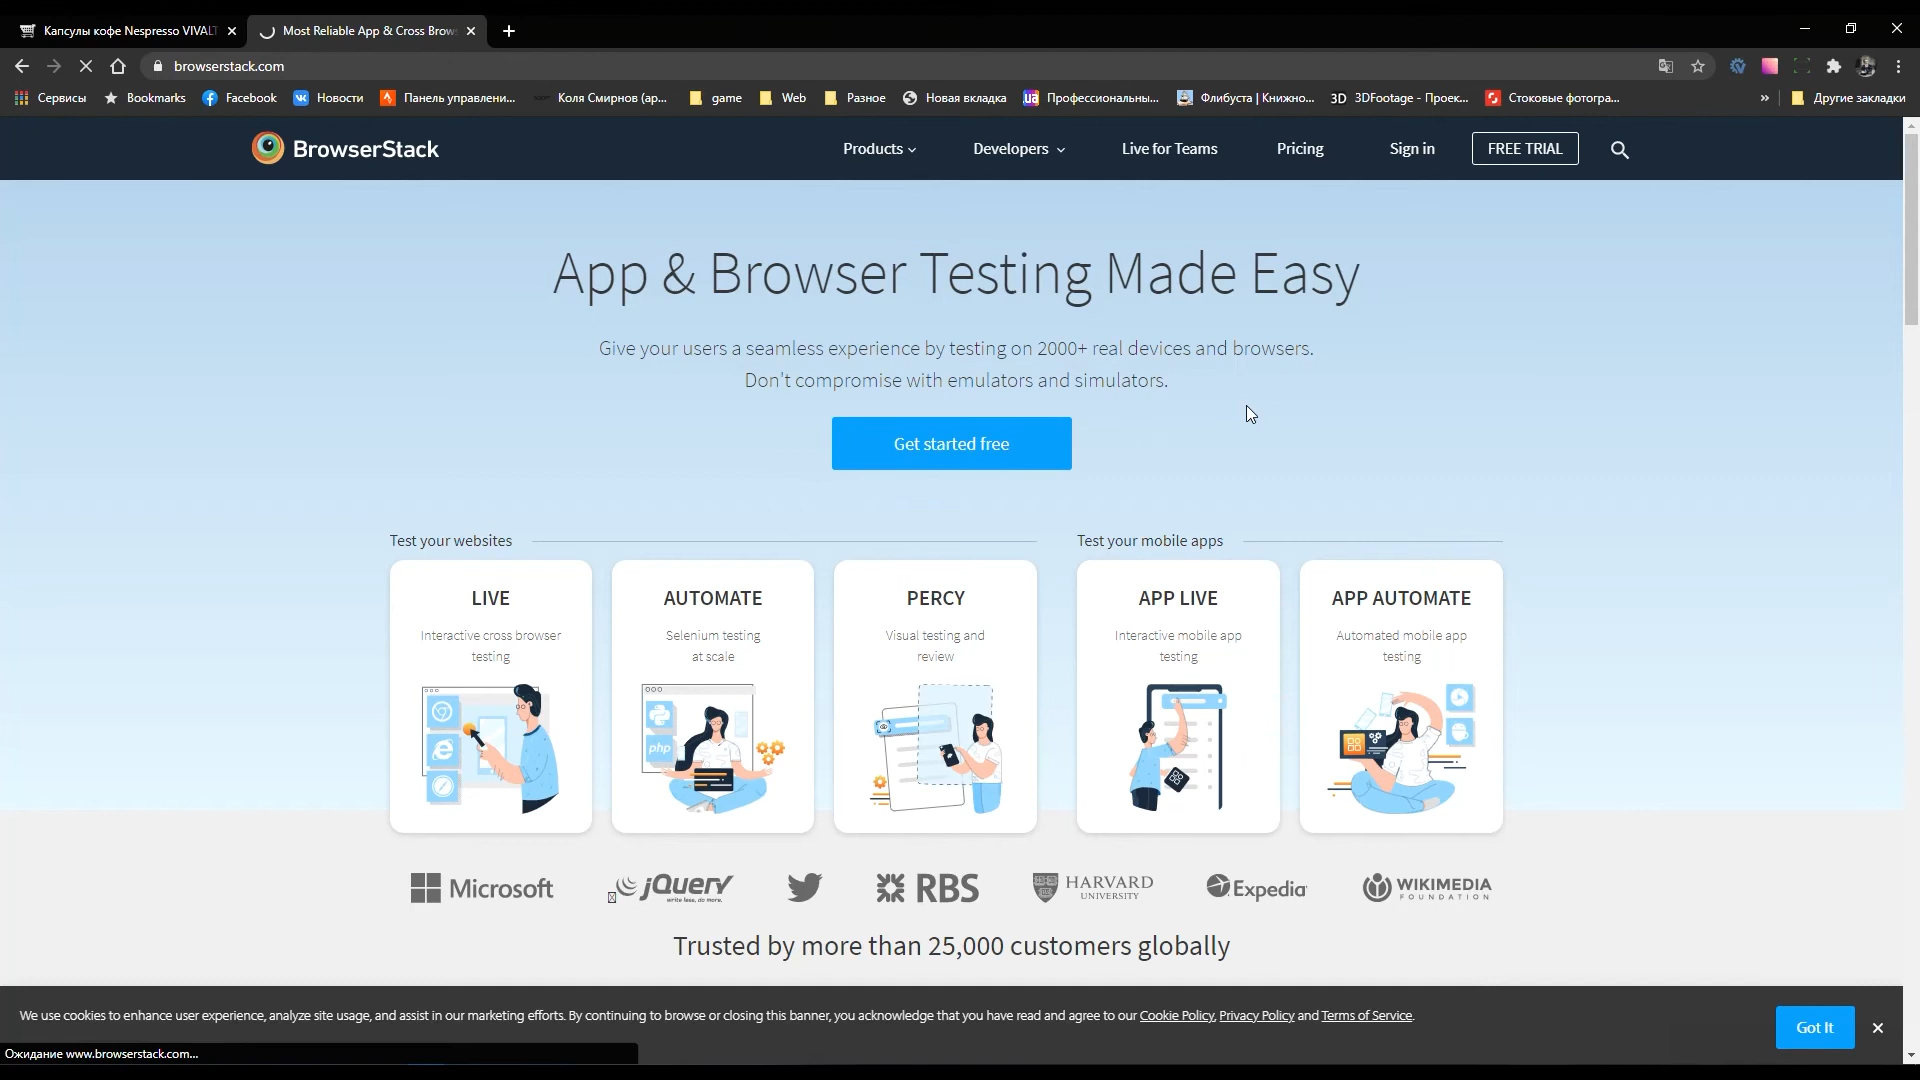 Капсулы кофе Nespresso VIVALT
Most Reliable App & Cross Brow
browserstack.com
Сервисы
Bookmarks
Facebook
Новости
Панель управлени...
Коля Смирнов (ар...
game
Web
Разное
Новая вкладка
Профессиональны...
Флибуста | Книжно...
3D 3DFootage - Проек...
Стоковые фотогра...
»
Другие закладки
BrowserStack
Products
Developers
Live for Teams
Pricing
Sign in
FREE TRIAL
App & Browser Testing Made Easy
Give your users a seamless experience by testing on 2000+ real devices and browsers.
Don't compromise with emulators and simulators.
Get started free
Test your websites
Test your mobile apps
LIVE
Interactive cross browser
testing
AUTOMATE
Selenium testing
at scale
php
PERCY
Visual testing and
review
APP LIVE
Interactive mobile app
testing
APP AUTOMATE
Automated mobile app
testing
Microsoft
jQuery
write less, do more.
RBS
HARVARD
UNIVERSITY
Expedia
WIKIMEDIA
FOUNDATION
Trusted by more than 25,000 customers globally
We use cookies to enhance user experience, analyze site usage, and assist in our marketing efforts. By continuing to browse or closing this banner, you acknowledge that you have read and agree to our Cookie Policy, Privacy Policy and Terms of Service.
Got It
Ожидание www.browserstack.com...